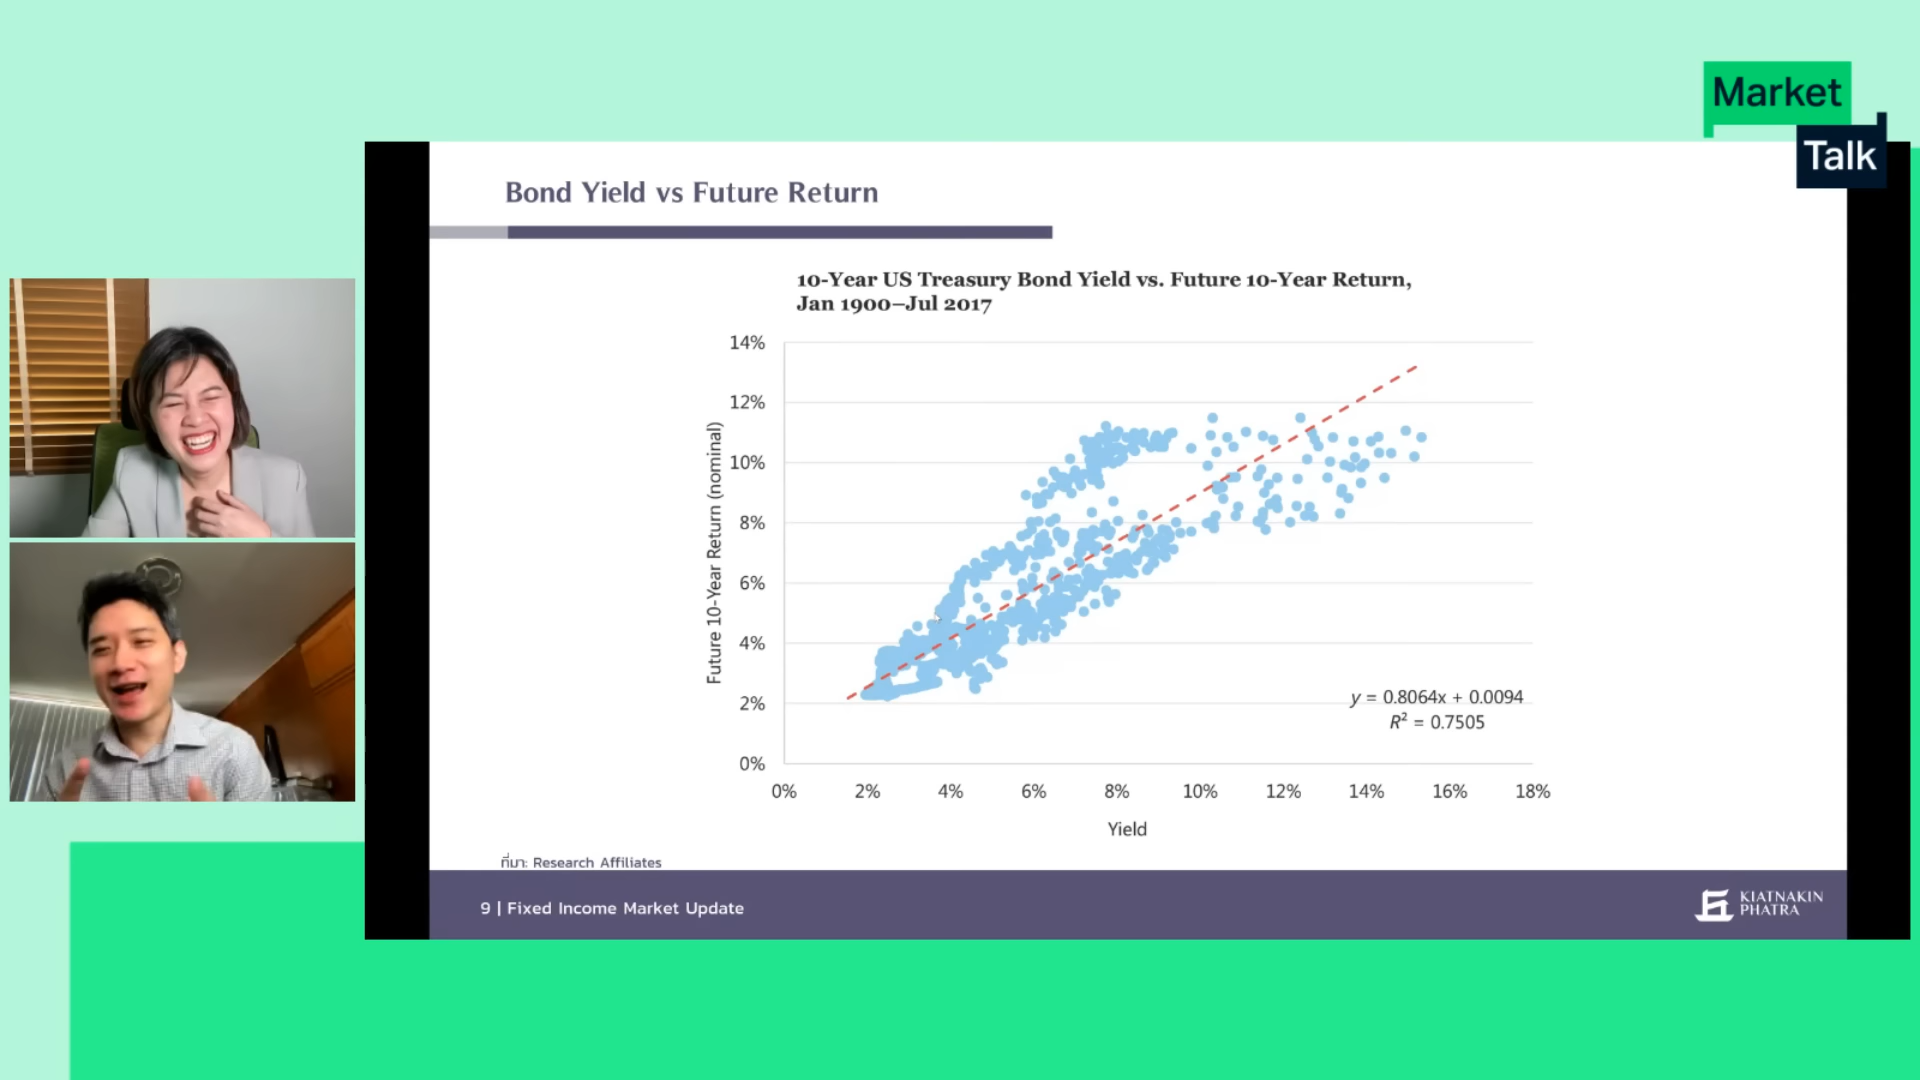 Market
Talk
Bond Yield vs Future Return
10-Year US Treasury Bond Yield vs. Future 10-Year Return,
Jan 1900–Jul 2017
Future 10-Year Return (nominal)
14%
12%
10%
8%
6%
4%
2%
0%
y = 0.8064x + 0.0094
R² = 0.7505
0% 2% 4% 6% 8% 10% 12% 14% 16% 18%
Yield
ที่มา: Research Affiliates
9 | Fixed Income Market Update
KIATNAKIN
PHATRA